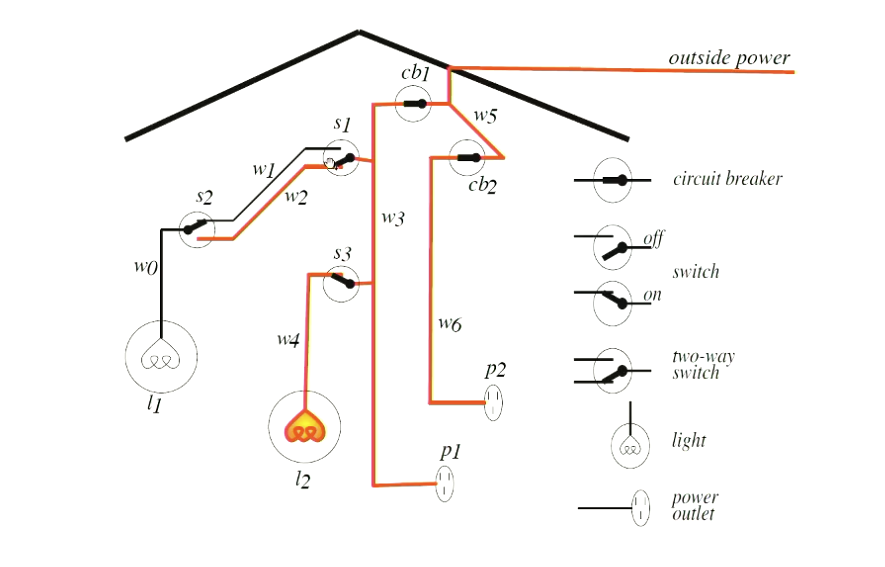 outside power
cb1
w5
s1
w1
cb2
circuit breaker
s2
w2
w3
off
switch
s3
w0
on
w4
w6
two-way
switch
p2
l1
light
p1
l2
power
outlet